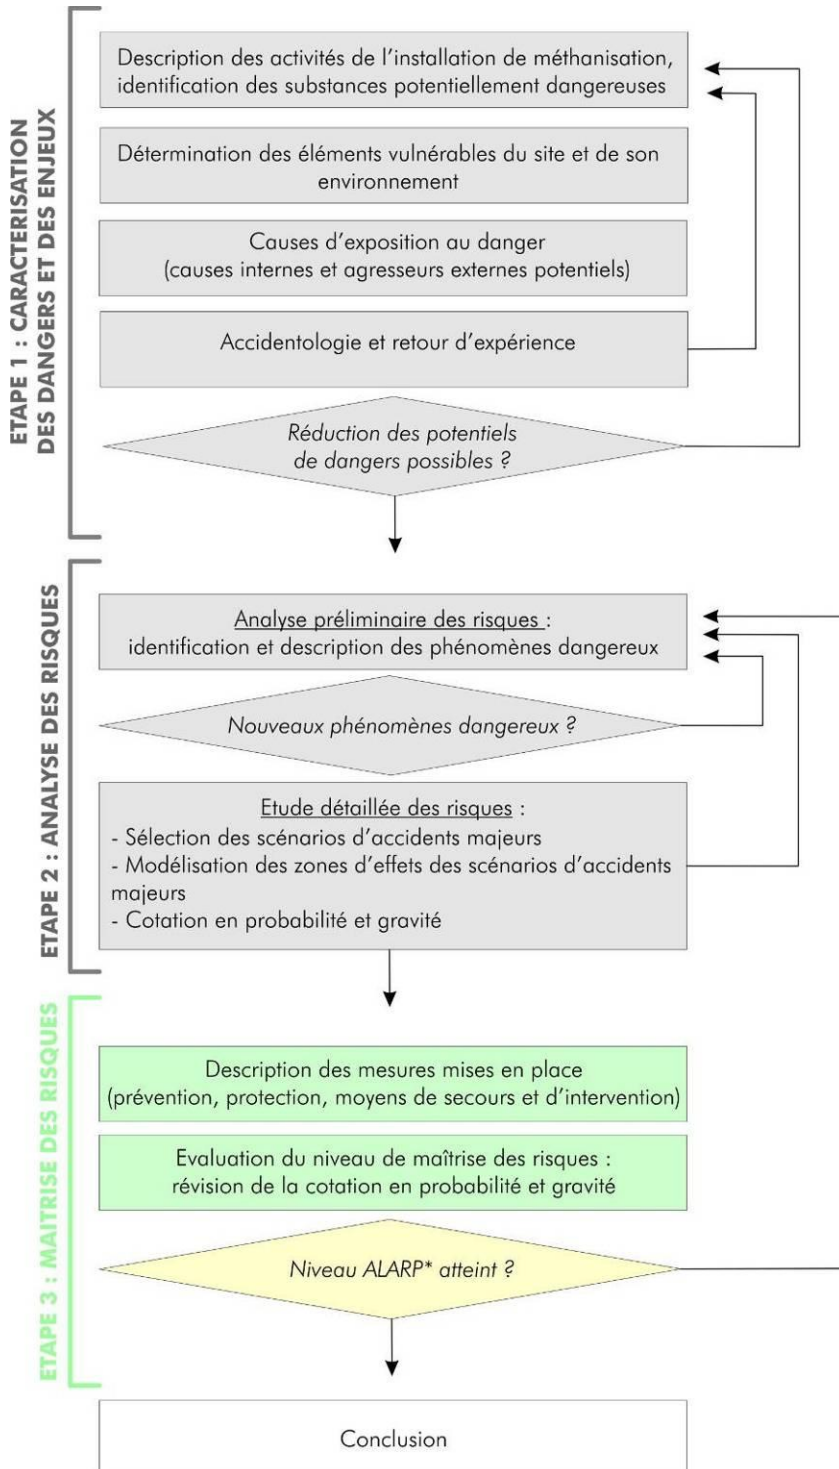 ETAPE 1 : CARACTERISATION
DES DANGERS ET DES ENJEUX
Description des activités de l'installation de méthanisation,
identification des substances potentiellement dangereuses
Détermination des éléments vulnérables du site et de son
environnement
Causes d'exposition au danger
(causes internes et agresseurs externes potentiels)
Accidentologie et retour d'expérience
Réduction des potentiels
de dangers possibles ?
ETAPE 2 : ANALYSE DES RISQUES
Analyse préliminaire des risques :
identification et description des phénomènes dangereux
Nouveaux phénomènes dangereux ?
Etude détaillée des risques :
- Sélection des scénarios d'accidents majeurs
- Modélisation des zones d'effets des scénarios d'accidents
majeurs
- Cotation en probabilité et gravité
ETAPE 3 : MAITRISE DES RISQUES
Description des mesures mises en place
(prévention, protection, moyens de secours et d'intervention)
Evaluation du niveau de maîtrise des risques :
révision de la cotation en probabilité et gravité
Niveau ALARP* atteint ?
Conclusion